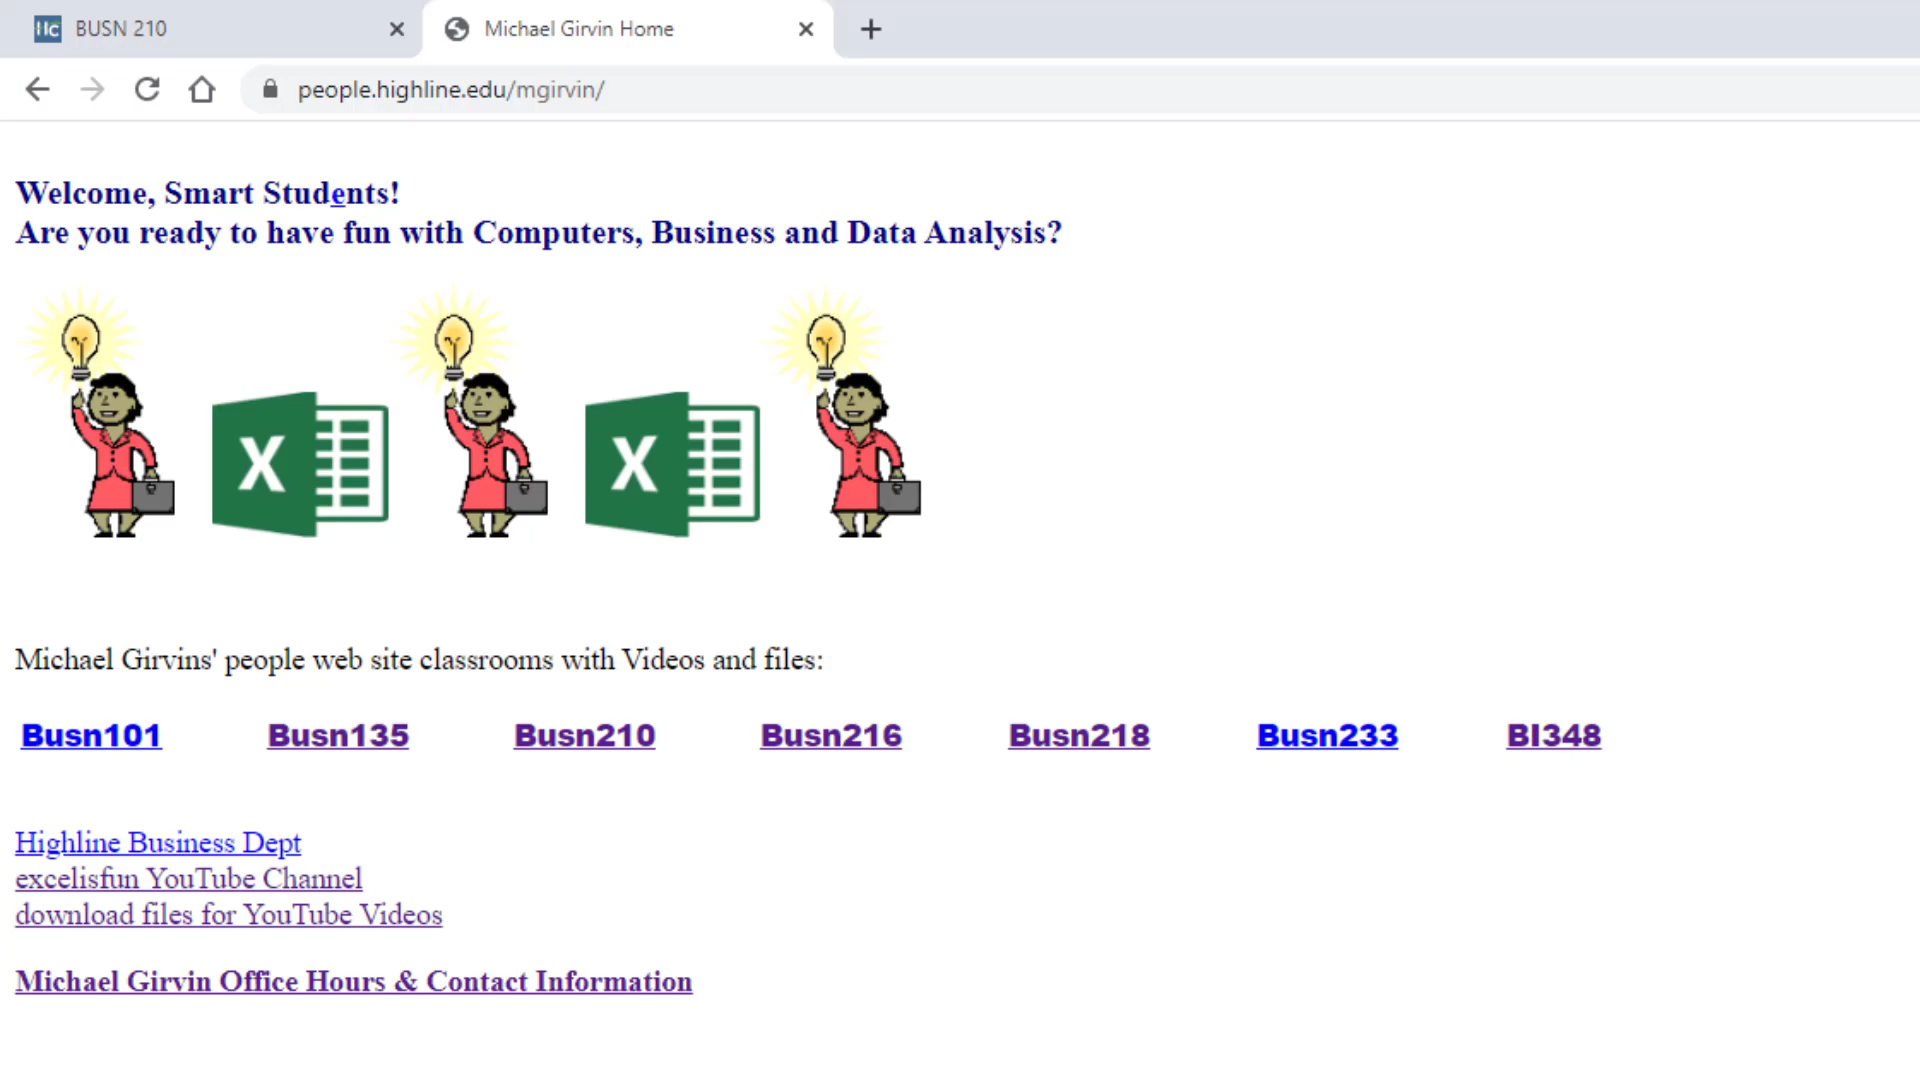 BUSN 210
Michael Girvin Home
people.highline.edu/mgirvin/
Welcome, Smart Students!
Are you ready to have fun with Computers, Business and Data Analysis?
X X
Michael Girvins' people web site classrooms with Videos and files:
Busn101 Busn135 Busn210 Busn216 Busn218 Busn233 BI348
Highline Business Dept
excelisfun YouTube Channel
download files for YouTube Videos
Michael Girvin Office Hours & Contact Information